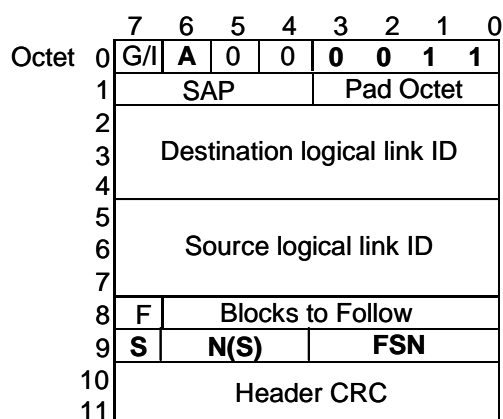 7 6 5 4 3 2 1 0
Octet 0 G/I A 0 0 0 0 1 1
1 SAP Pad Octet
2
3 Destination logical link ID
4
5
6 Source logical link ID
7
8 F Blocks to Follow
9 S N(S) FSN
10
Header CRC
11